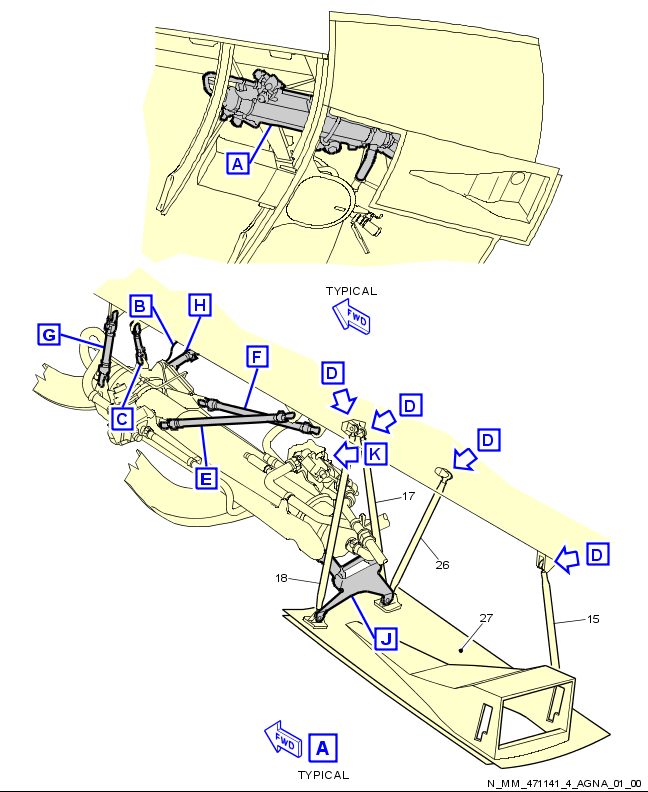 A
TYPICAL
FWD
B
H
G
F
D
D
C
D
K
E
17
26
D
18
27
15
J
FWD
A
TYPICAL
N_MM_471141_4_AGNA_01_00